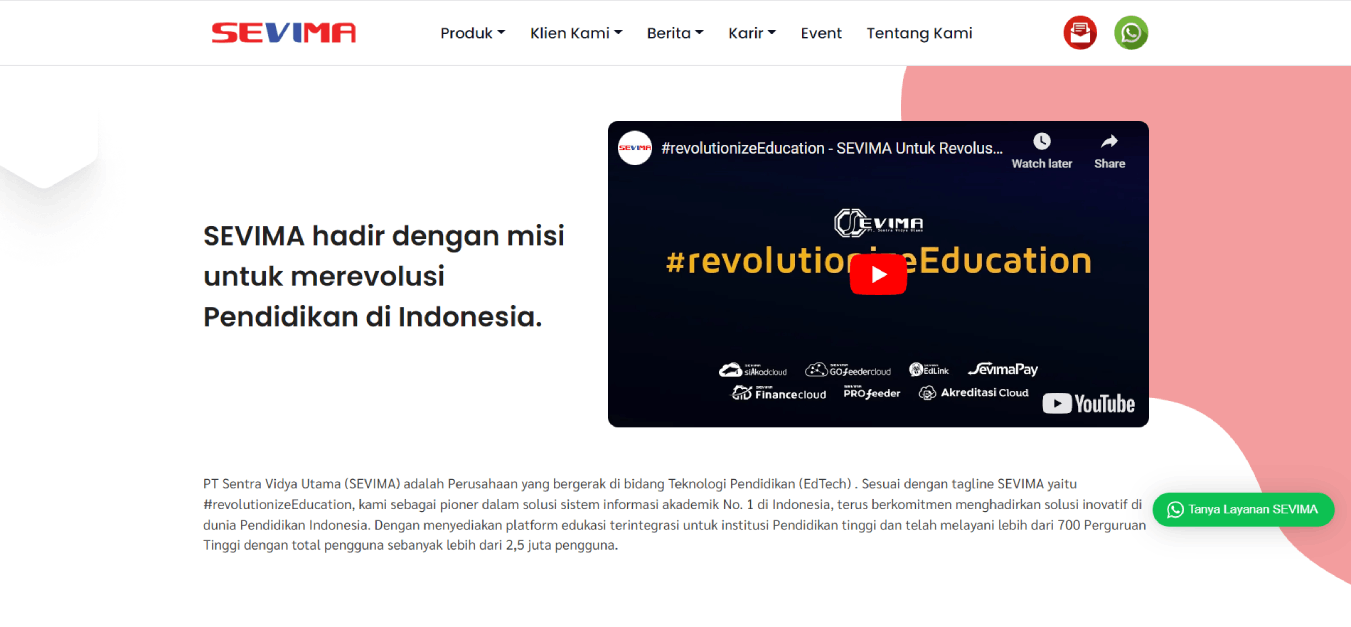 SEVIMA
Produk
Klien Kami
Berita
Karir
Event
Tentang Kami
SEVIMA hadir dengan misi
untuk merevolusi
Pendidikan di Indonesia.
SEVIMA
#revolutionizeEducation - SEVIMA Untuk Revolus...
Watch later
Share
SEVIMA
PT. Sentra Vidya Utama
#revolutio eEducation
siAkadcloud
GOfeedercloud
EdLink
SevimaPay
Financecloud
PROfeeder
Akreditasi Cloud
YouTube
PT Sentra Vidya Utama (SEVIMA) adalah Perusahaan yang bergerak di bidang Teknologi Pendidikan (EdTech) . Sesuai dengan tagline SEVIMA yaitu
#revolutionizeEducation, kami sebagai pioner dalam solusi sistem informasi akademik No. 1 di Indonesia, terus berkomitmen menghadirkan solusi inovatif di
dunia Pendidikan Indonesia. Dengan menyediakan platform edukasi terintegrasi untuk institusi Pendidikan tinggi dan telah melayani lebih dari 700 Perguruan
Tinggi dengan total pengguna sebanyak lebih dari 2,5 juta pengguna.
Tanya Layanan SEVIMA